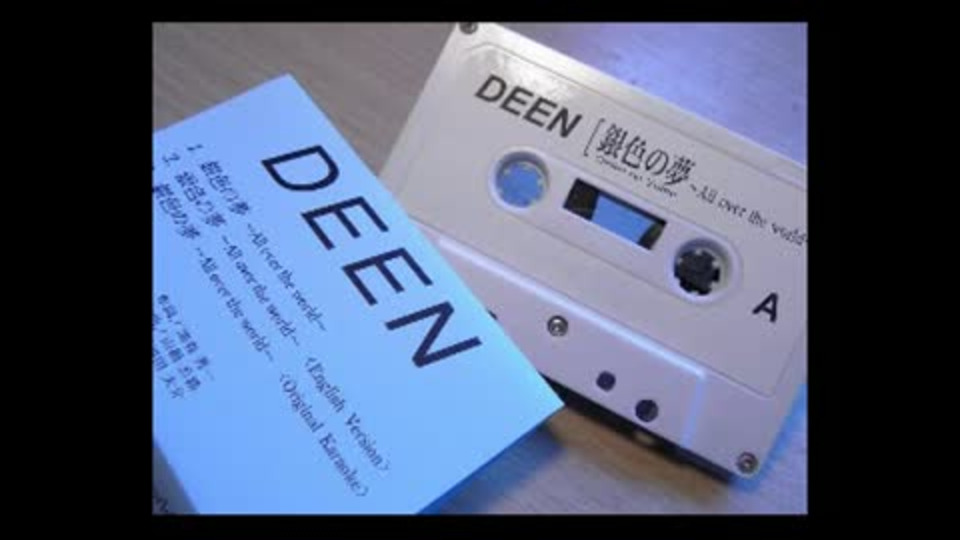 DEEN
1. 銀色の夢 ~All over the world~
2. 銀色の夢 ~All over the world~ 〈English Version〉
銀色の夢 ~All over the world~ 〈Original Karaoke〉
DEEN
[銀色の夢 ~All over the world~
A